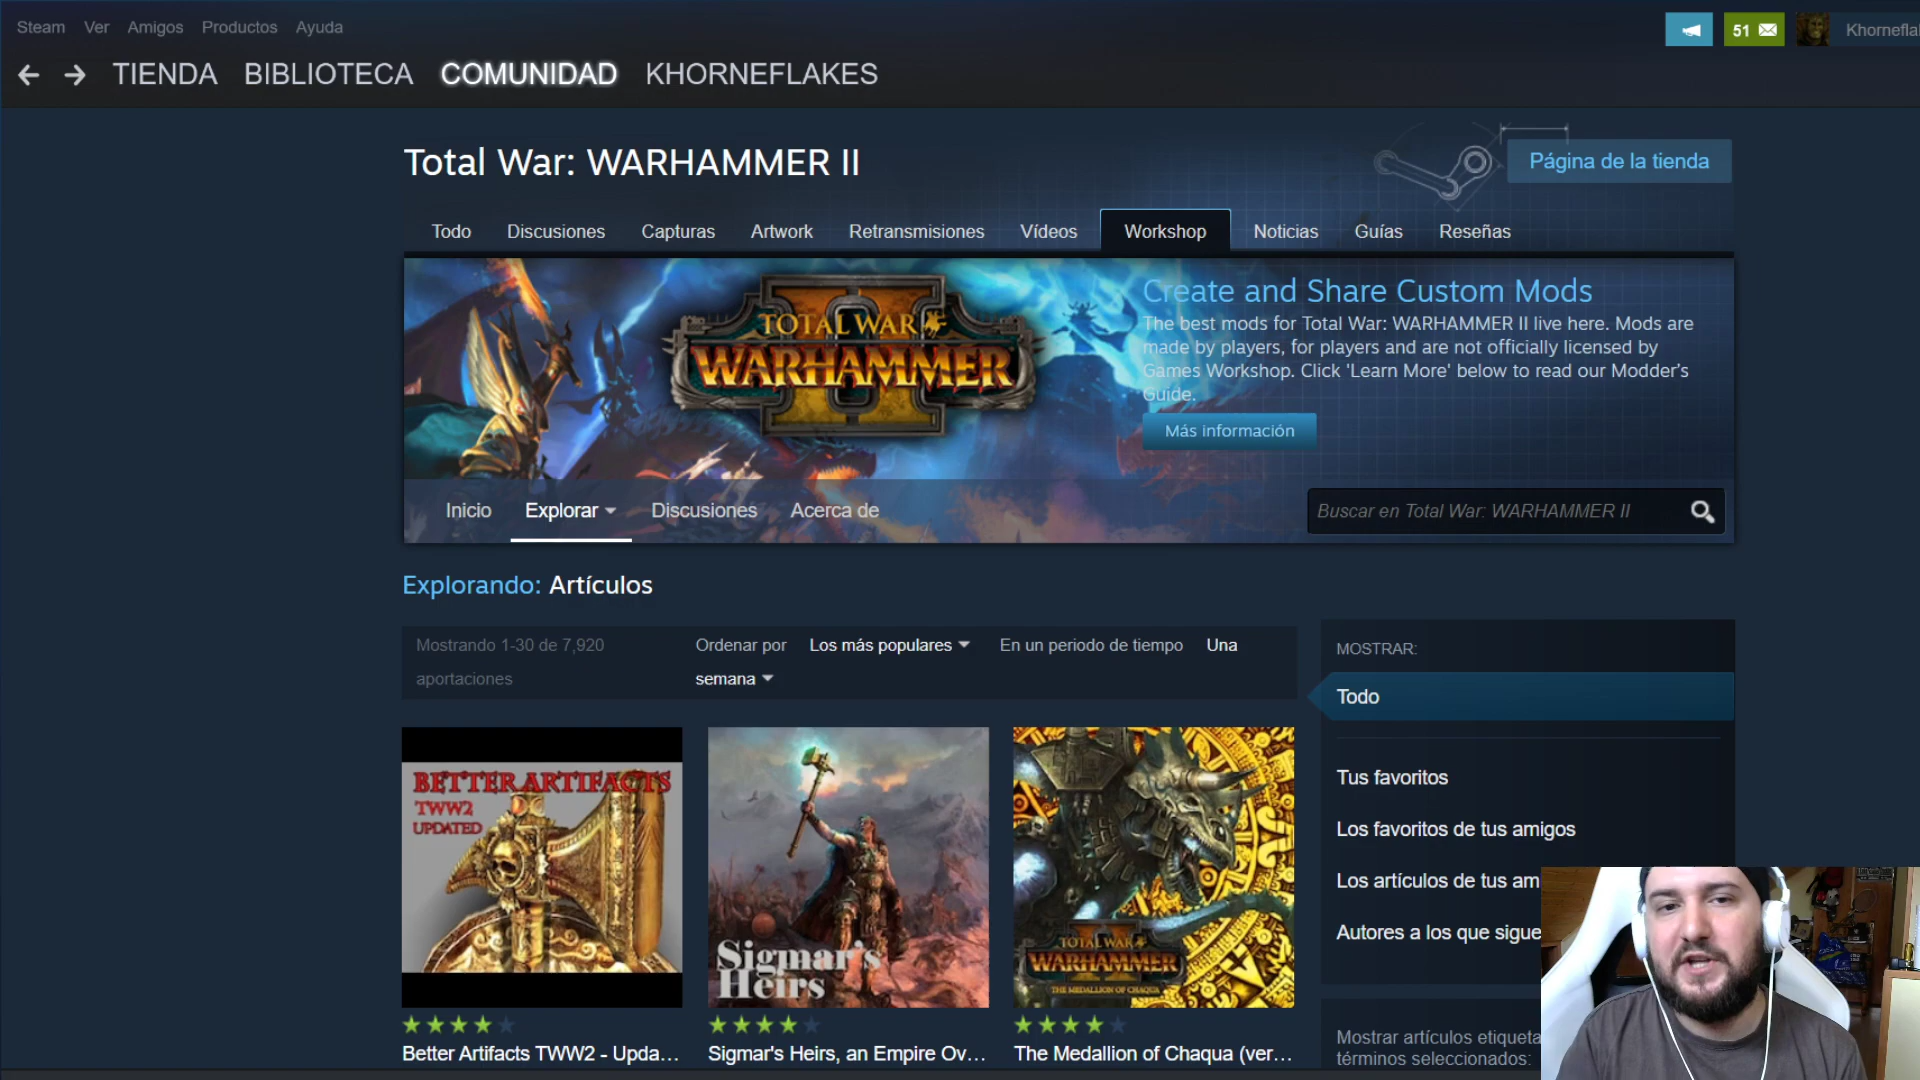 Steam Ver Amigos Productos Ayuda
51
TIENDA BIBLIOTECA COMUNIDAD KHORNEFLAKES
Total War: WARHAMMER II
Página de la tienda
Todo Discusiones Capturas Artwork Retransmisiones Vídeos Workshop Noticias Guías Reseñas
TOTAL WAR
WARHAMMER
II
Create and Share Custom Mods
The best mods for Total War: WARHAMMER II live here. Mods are
made by players, for players and are not officially licensed by
Games Workshop. Click 'Learn More' below to read our Modder's
Guide.
Más información
Inicio Explorar Discusiones Acerca de
Buscar en Total War: WARHAMMER II
Explorando: Artículos
Mostrando 1-30 de 7,920
aportaciones
Ordenar por Los más populares En un periodo de tiempo Una
semana
MOSTRAR:
Todo
Tus favoritos
Los favoritos de tus amigos
Los artículos de tus am
Autores a los que sigue
Mostrar artículos etiqueta
términos seleccionados:
BETTER ARTIFACTS
TWW2
UPDATED
Better Artifacts TWW2 - Upda...
Sigmar's
Heirs
Sigmar's Heirs, an Empire Ov...
TOTAL WAR
WARHAMMER
II
THE MEDALLION OF CHAQUA
The Medallion of Chaqua (ver...